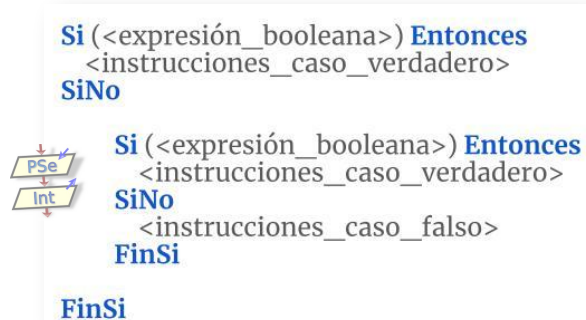 Si (<expresión_booleana>) Entonces
<instrucciones_caso_verdadero>
SiNo
Si (<expresión_booleana>) Entonces
<instrucciones_caso_verdadero>
SiNo
<instrucciones_caso_falso>
FinSi
FinSi
PSe
Int